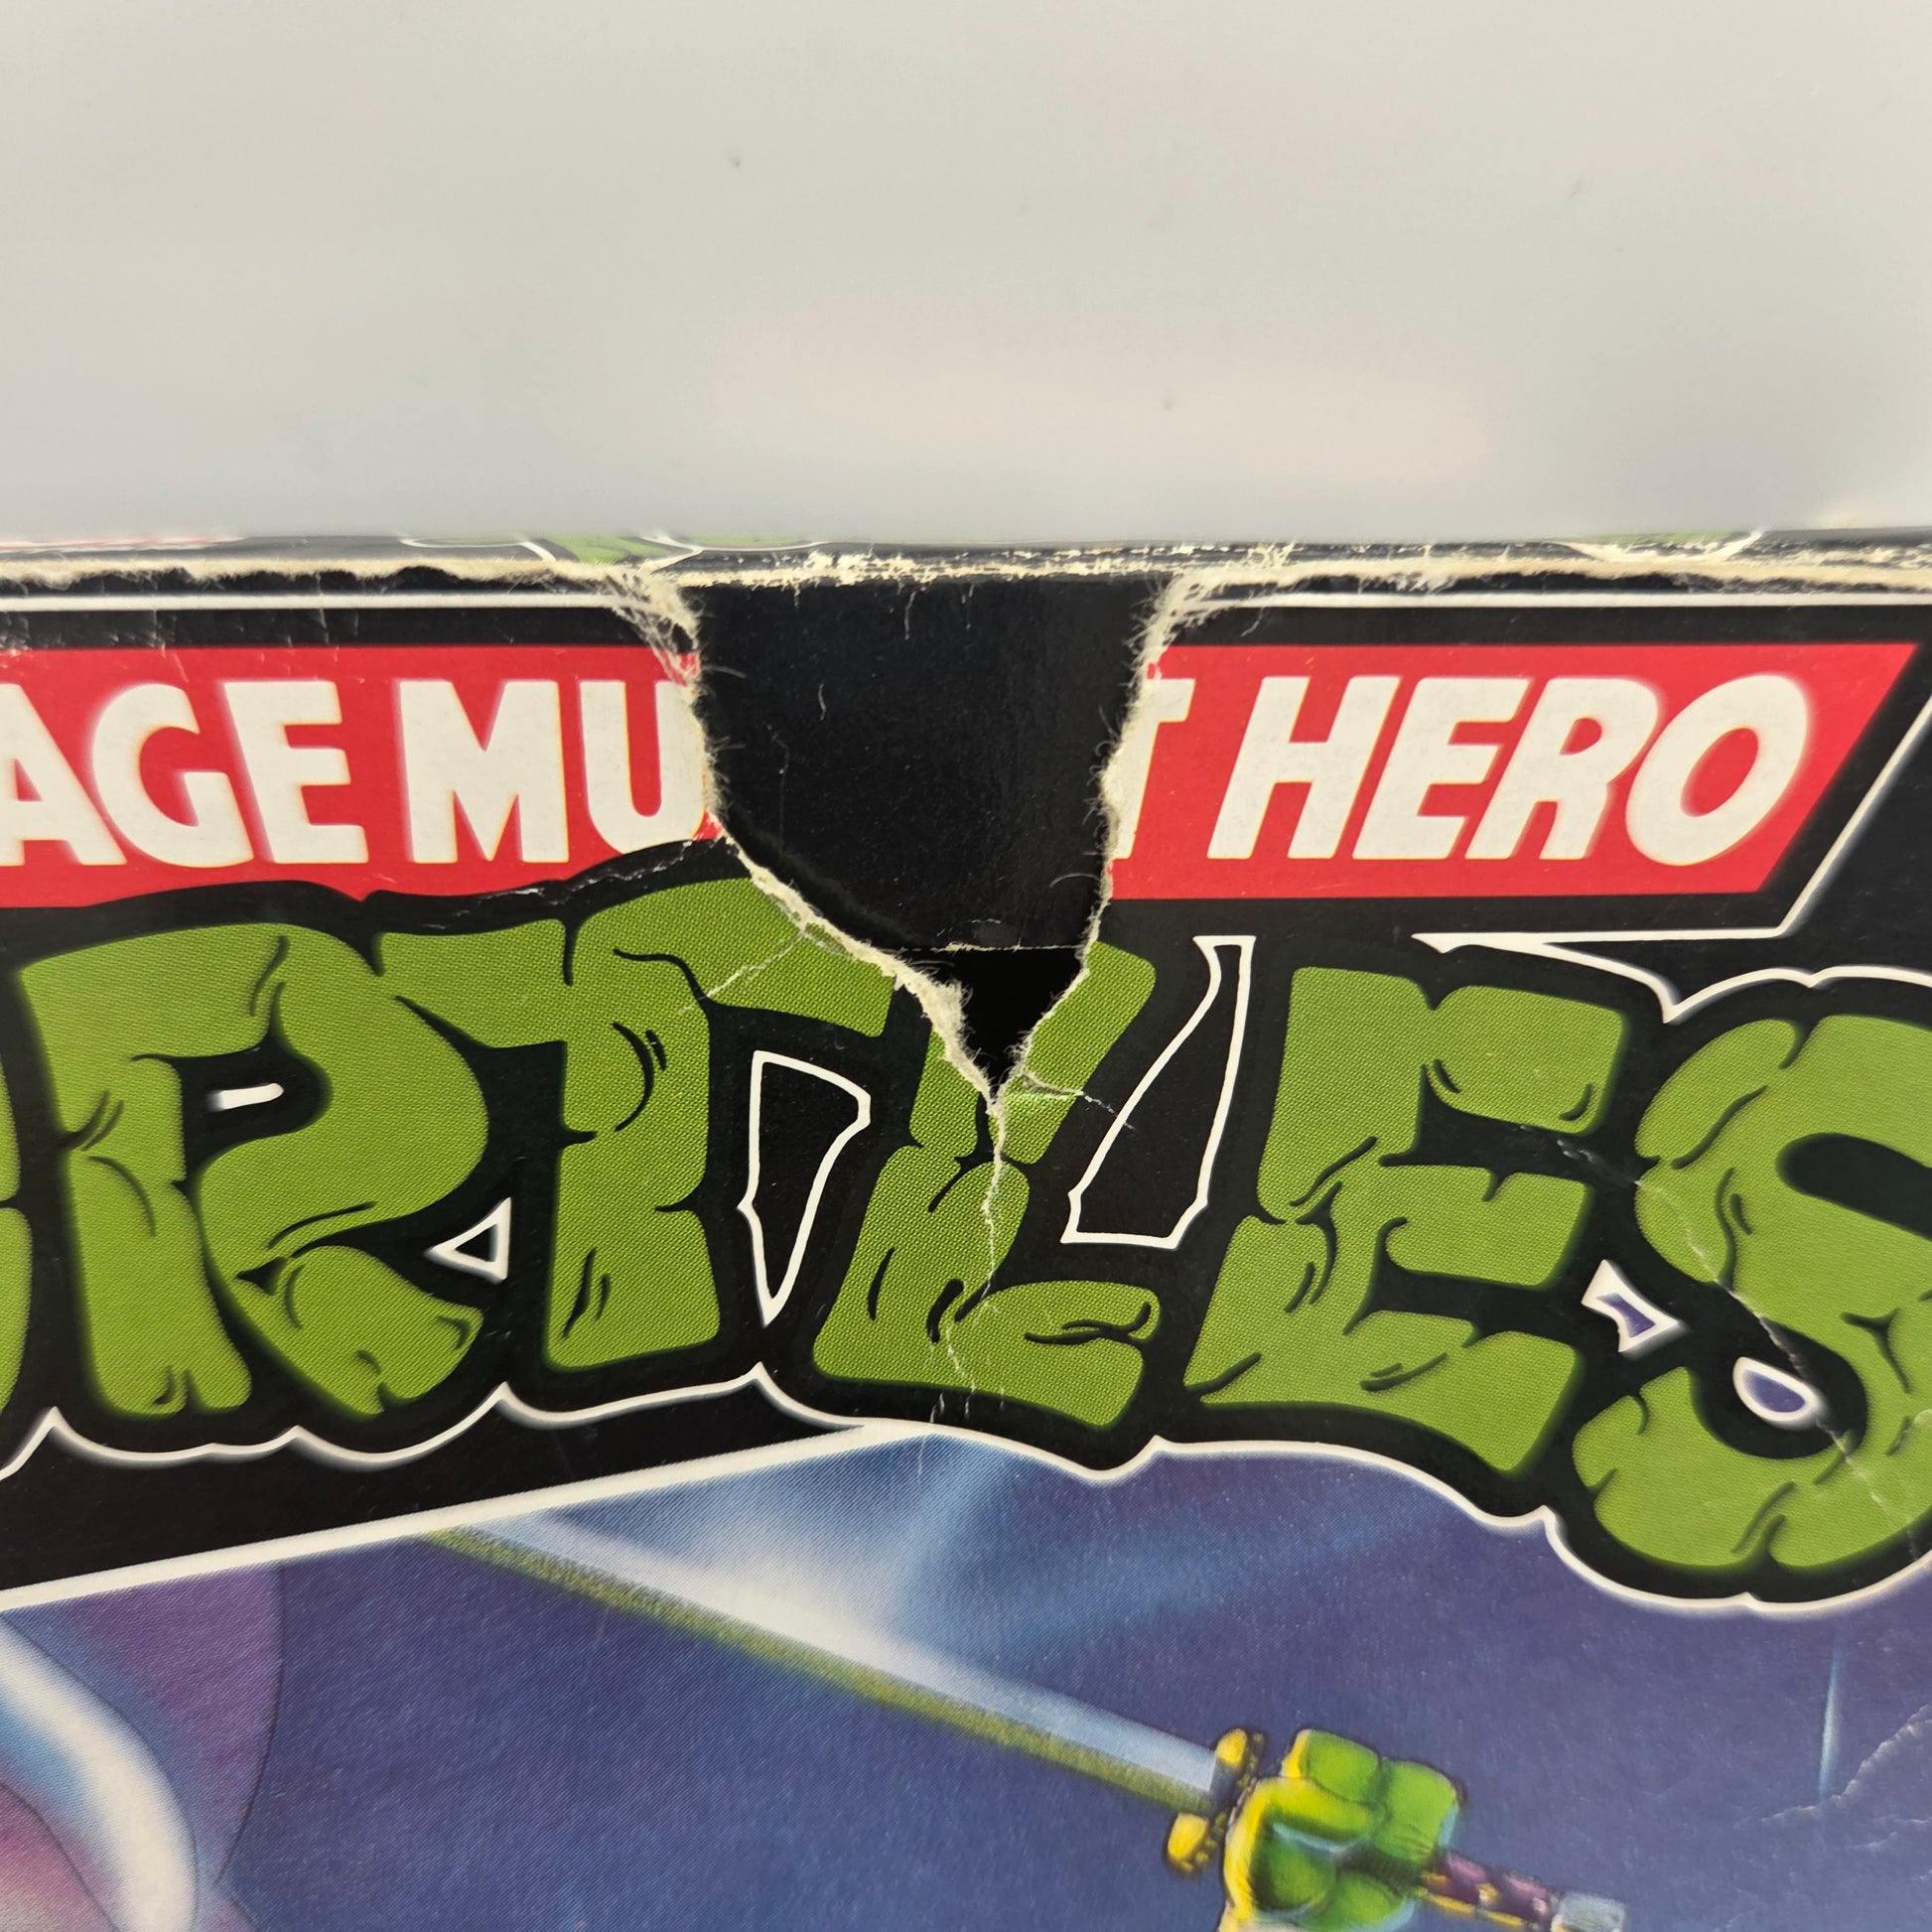 AGE MU T HERO
RTLES